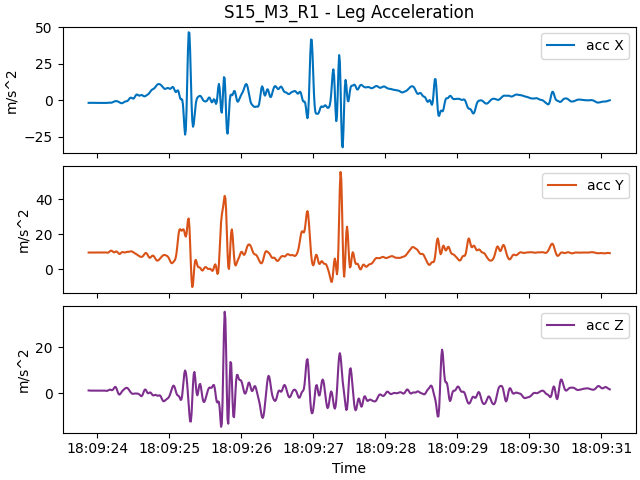 S15_M3_R1 - Leg Acceleration
50
25
0
−25
m/s^2
acc X
40
20
0
m/s^2
acc Y
20
0
m/s^2
acc Z
18:09:24 18:09:25 18:09:26 18:09:27 18:09:28 18:09:29 18:09:30 18:09:31
Time